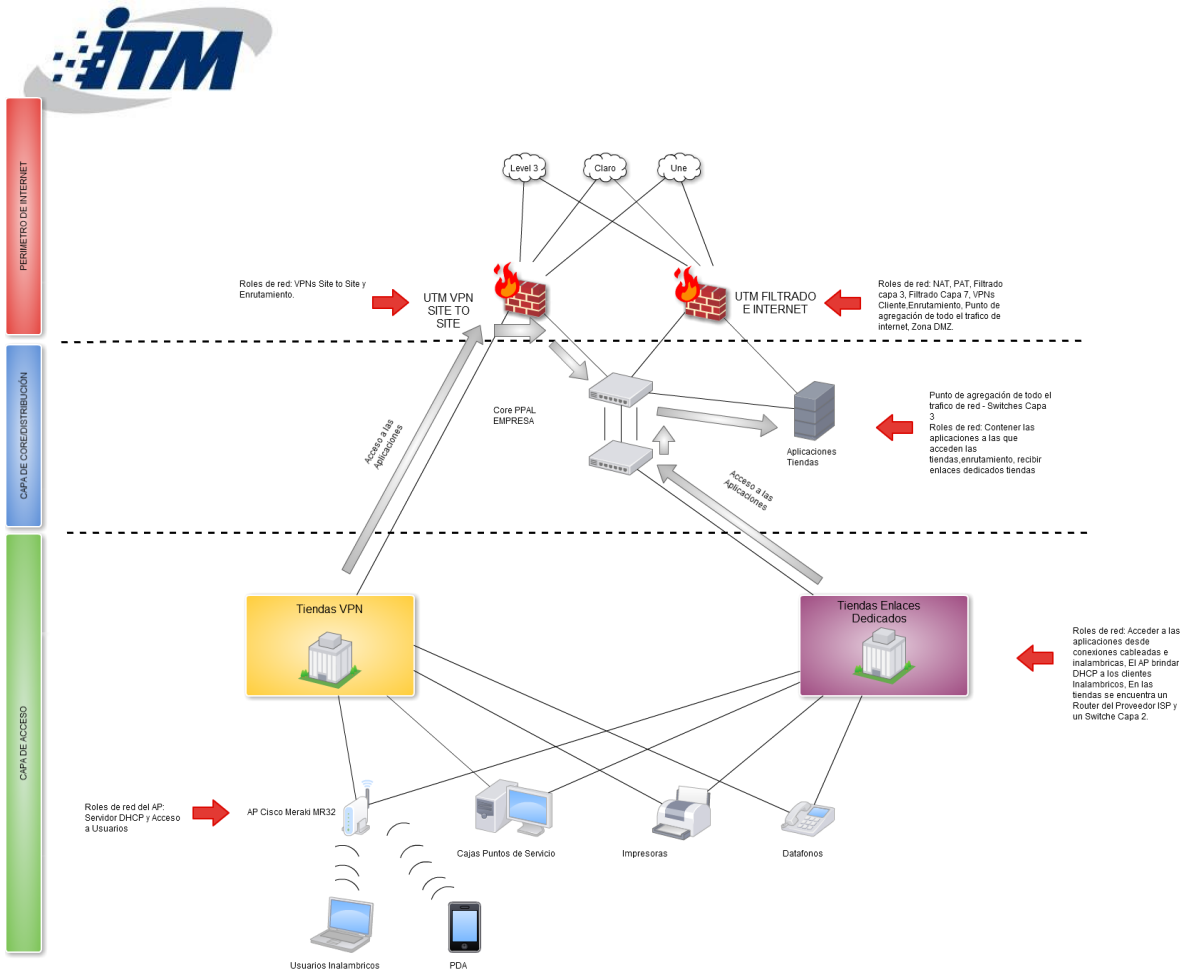 iTM
PERIMETRO DE INTERNET
Level 3
Claro
Une
Roles de red: VPNs Site to Site y
Enrutamiento.
UTM VPN
SITE TO
SITE
UTM FILTRADO
E INTERNET
Roles de red: NAT, PAT, Filtrado
capa 3, Filtrado Capa 7, VPNs
Cliente,Enrutamiento, Punto de
agregación de todo el trafico de
internet, Zona DMZ.
CAPA DE CORE/DISTRIBUCIÓN
Acceso a las
Aplicaciones
Core PPAL
EMPRESA
Aplicaciones
Tiendas
Punto de agregación de todo el
trafico de red - Switches Capa
3
Roles de red: Contener las
aplicaciones a las que
acceden las
tiendas,enrutamiento, recibir
enlaces dedicados tiendas
Acceso a las
Aplicaciones
CAPA DE ACCESO
Tiendas VPN
Tiendas Enlaces
Dedicados
Roles de red: Acceder a las
aplicaciones desde
conexiones cableadas e
inalambricas, El AP brindar
DHCP a los clientes
Inalambricos, En las
tiendas se encuentra un
Router del Proveedor ISP y
un Switche Capa 2.
Roles de red del AP:
Servidor DHCP y Acceso
a Usuarios
AP Cisco Meraki MR32
Cajas Puntos de Servicio
Impresoras
Datafonos
Usuarios Inalambricos
PDA